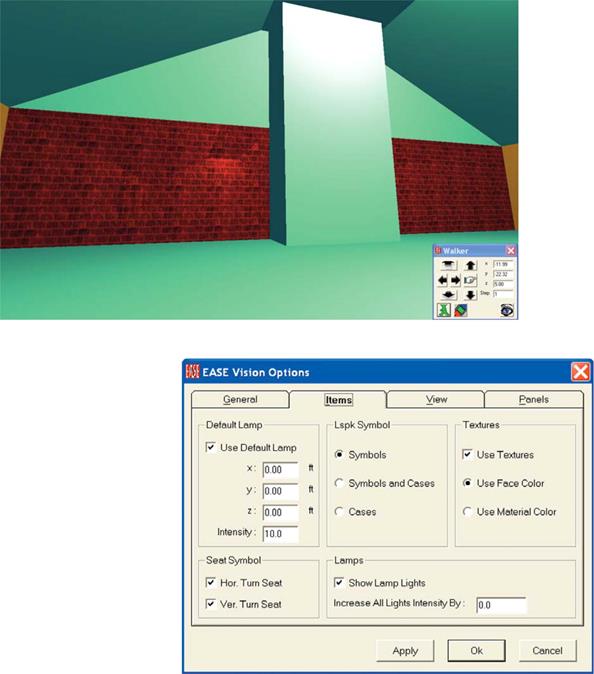 Walker
x -11.99
y -22.32
z 5.00
Step: 1
EASE EASE Vision Options
General Items View Panels
Default Lamp
Use Default Lamp
x: 0.00 ft
y: 0.00 ft
z: 0.00 ft
Intensity: 10.0
Lspk Symbol
Symbols
Symbols and Cases
Cases
Textures
Use Textures
Use Face Color
Use Material Color
Seat Symbol
Hor. Turn Seat
Ver. Turn Seat
Lamps
Show Lamp Lights
Increase All Lights Intensity By: 0.0
Apply Ok Cancel